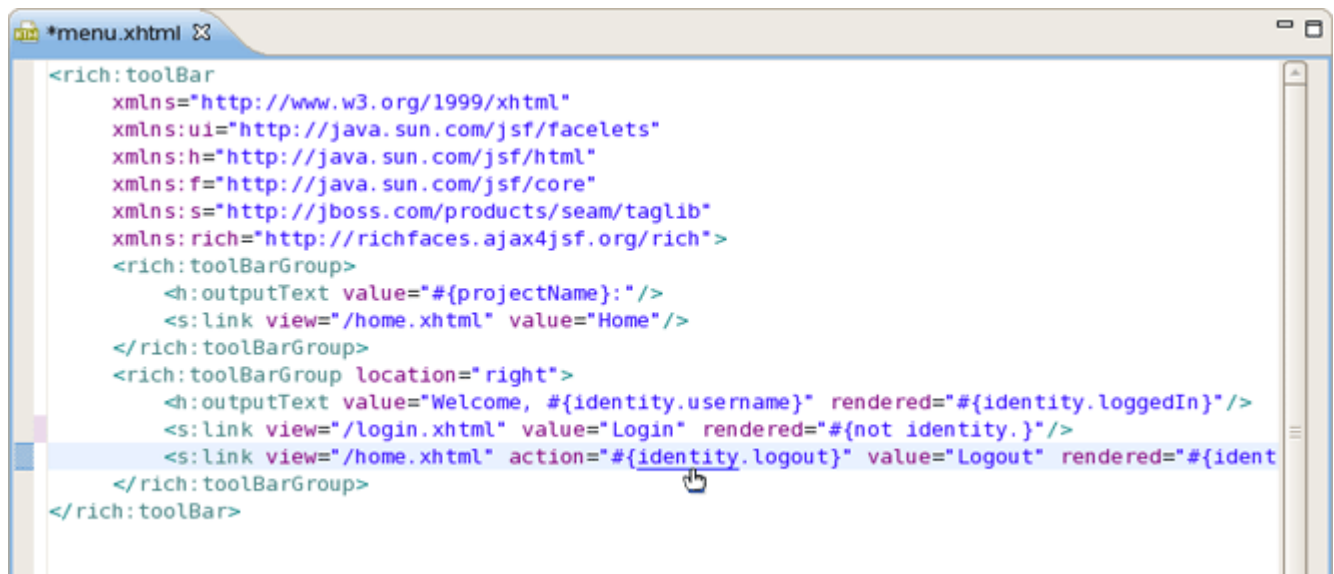 *menu.xhtml
<rich:toolBar
xmlns="http://www.w3.org/1999/xhtml"
xmlns:ui="http://java.sun.com/jsf/facelets"
xmlns:h="http://java.sun.com/jsf/html"
xmlns:f="http://java.sun.com/jsf/core"
xmlns:s="http://jboss.com/products/seam/taglib"
xmlns:rich="http://richfaces.ajax4jsf.org/rich">
<rich:toolBarGroup>
<h:outputText value="#{projectName}:"/>
<s:link view="/home.xhtml" value="Home"/>
</rich:toolBarGroup>
<rich:toolBarGroup location="right">
<h:outputText value="Welcome, #{identity.username}" rendered="#{identity.loggedIn}"/>
<s:link view="/login.xhtml" value="Login" rendered="#{not identity.}"/>
<s:link view="/home.xhtml" action="#{identity.logout}" value="Logout" rendered="#{ident
</rich:toolBarGroup>
</rich:toolBar>